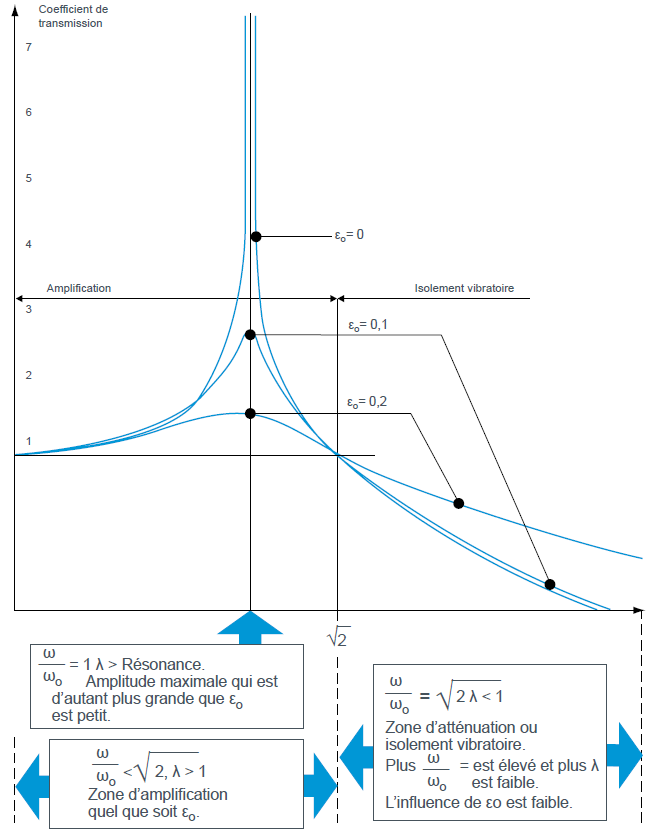 Coefficient de
transmission
7
6
5
4
εo= 0
Amplification
Isolement vibratoire
3
εo= 0,1
2
εo= 0,2
1
√2
ω/ωo = 1 λ > Résonance.
Amplitude maximale qui est
d'autant plus grande que εo
est petit.
ω/ωo <√2, λ > 1
Zone d'amplification
quel que soit εo.
ω/ωo = √2 λ < 1
Zone d'atténuation ou
isolement vibratoire.
Plus ω/ωo = est élevé et plus λ
est faible.
L'influence de εo est faible.